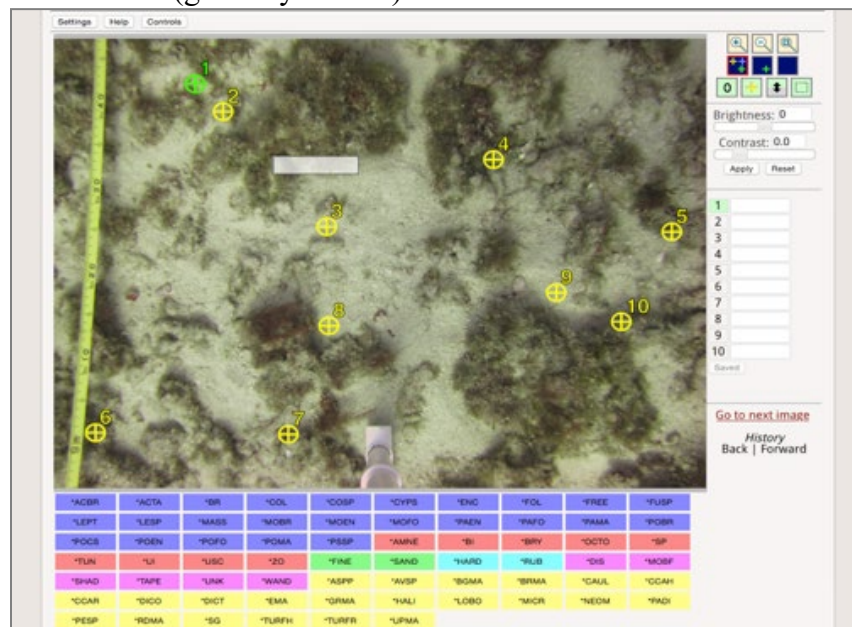 Settings Help Controls
1
2
3
4
5
6
7
8
9
10
Brightness: 0
Contrast: 0.0
Apply Reset
1
2
3
4
5
6
7
8
9
10
Saved
Go to next image
History
Back | Forward
*ACBR *ACTA *BR *COL *COSP *CYPS *ENC *FOL *FREE *FUSP
*LEPT *LESP *MASS *MOBR *MOEN *MOFO *PAEN *PAFO *PAMA *POBR
*POCS *POEN *POFO *POMA *PSSP *AMNE *BI *BRY *OCTO *SP
*TUN *UI *USC *ZO *FINE *SAND *HARD *RUB *DIS *MOBF
*SHAD *TAPE *UNK *WAND *ASPP *AVSP *BGMA *BRMA *CAUL *CCAH
*CCAR *DICO *DICT *EMA *GRMA *HALI *LOBO *MICR *NEOM *PADI
*PESP *RDMA *SG *TURFH *TURFR *UPMA